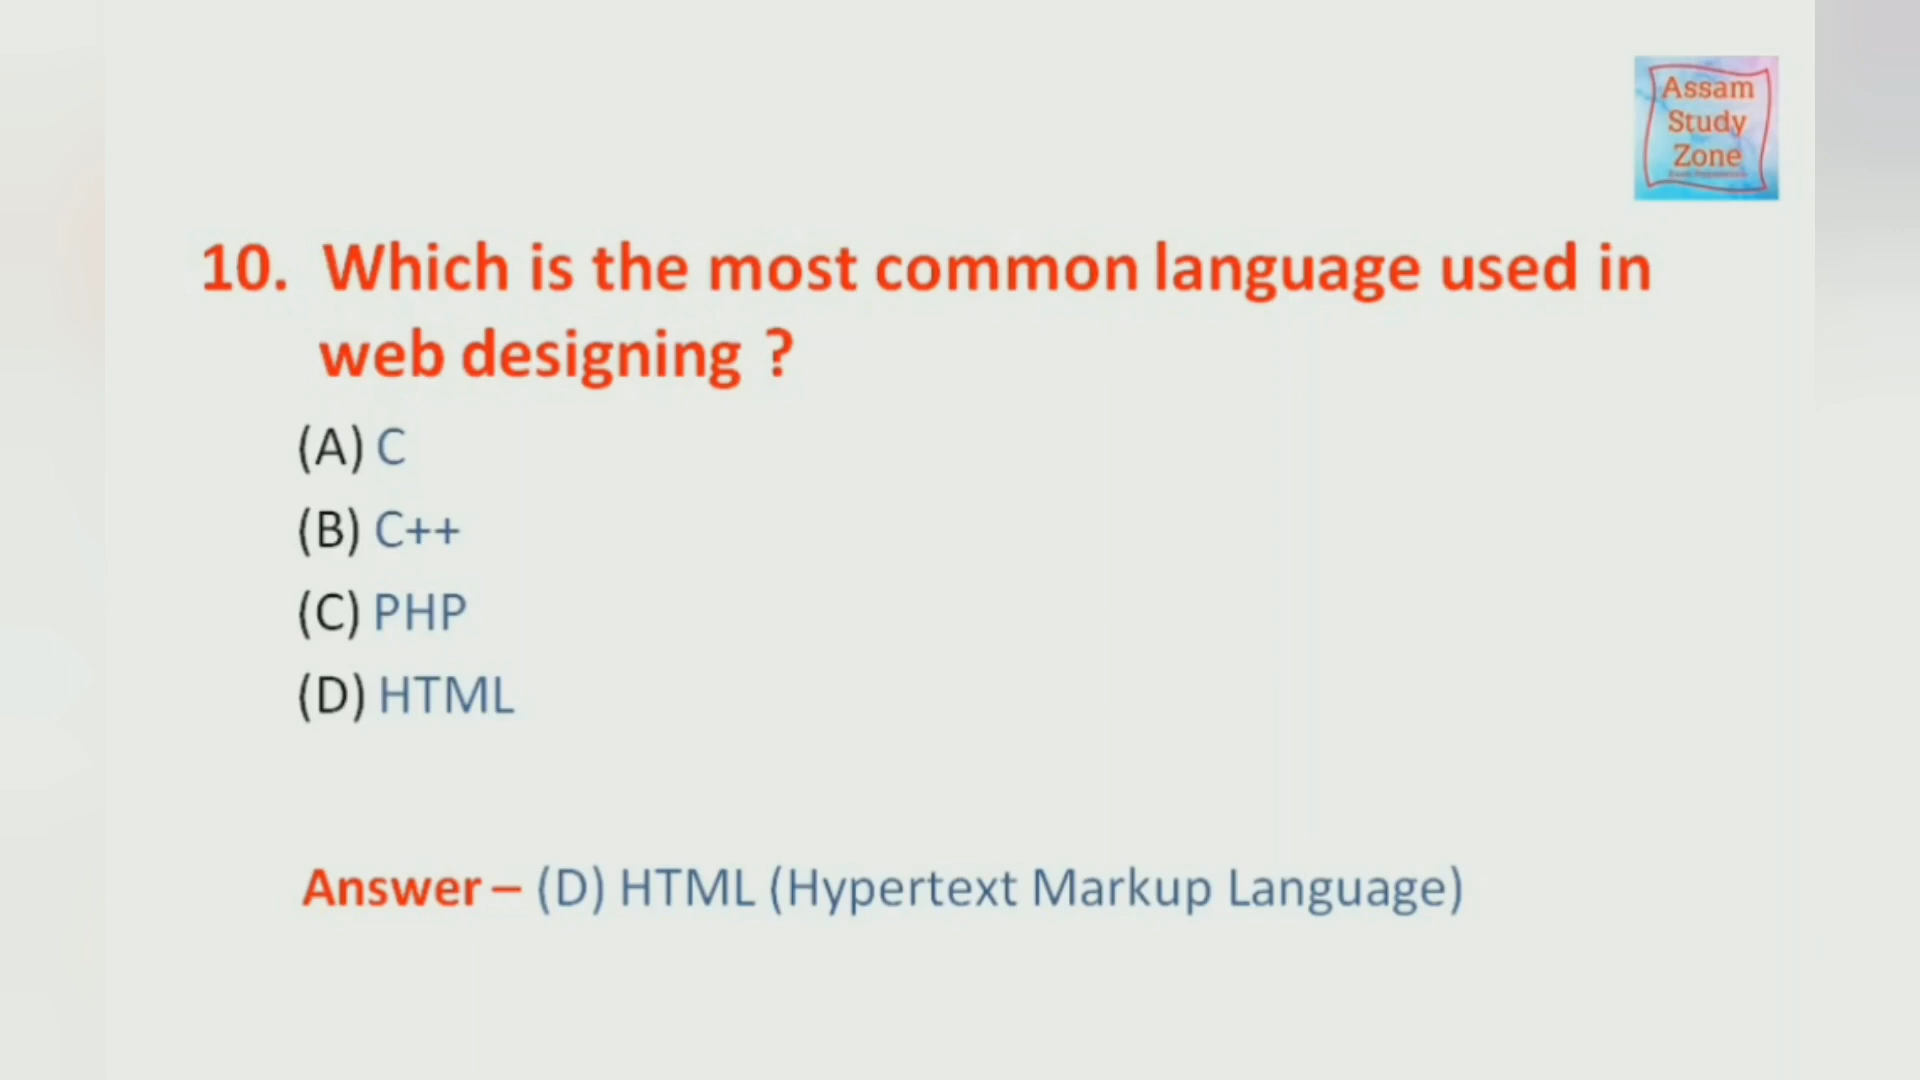 Assam
Study
Zone
10. Which is the most common language used in
web designing ?
(A) C
(B) C++
(C) PHP
(D) HTML
Answer – (D) HTML (Hypertext Markup Language)